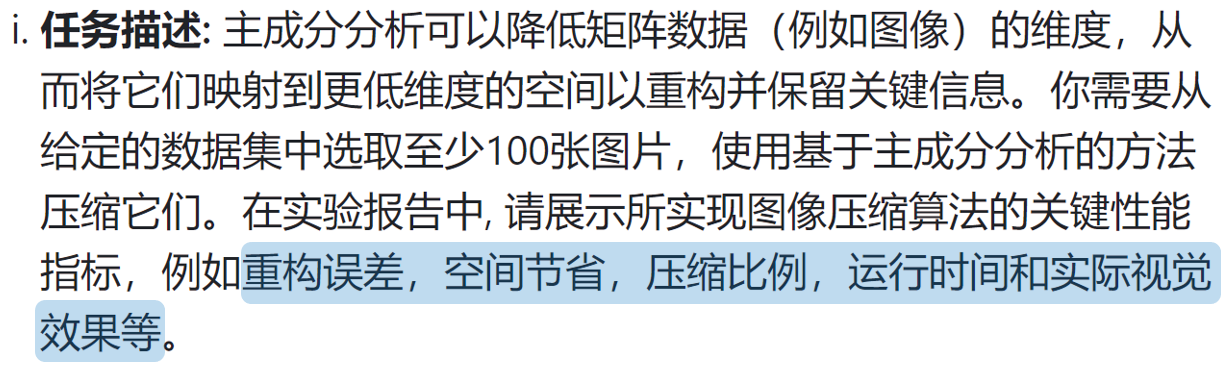 i. 任务描述: 主成分分析可以降低矩阵数据（例如图像）的维度，从
而将它们映射到更低维度的空间以重构并保留关键信息。你需要从
给定的数据集中选取至少100张图片，使用基于主成分分析的方法
压缩它们。在实验报告中, 请展示所实现图像压缩算法的关键性能
指标，例如重构误差，空间节省，压缩比例，运行时间和实际视觉
效果等。